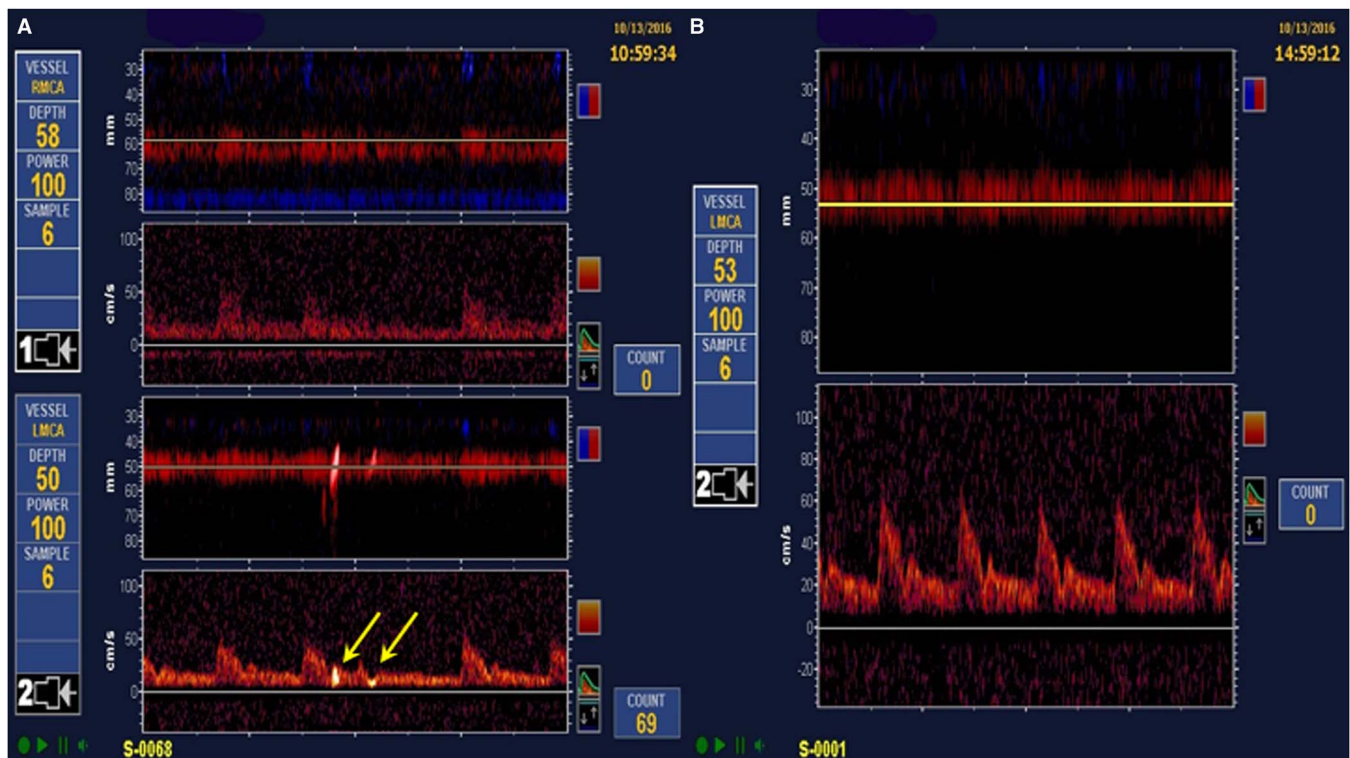 A
10/13/2016
10:59:34
VESSEL
RMCA
DEPTH
58
POWER
100
SAMPLE
6
1
mm
30
40
50
60
70
80
cm/s
100
50
0
COUNT
0
VESSEL
LMCA
DEPTH
50
POWER
100
SAMPLE
6
2
mm
30
40
50
60
70
80
cm/s
100
50
0
COUNT
69
S-0068
B
10/13/2016
14:59:12
VESSEL
LMCA
DEPTH
53
POWER
100
SAMPLE
6
2
mm
30
40
50
60
70
80
cm/s
100
80
60
40
20
0
-20
COUNT
0
S-0001